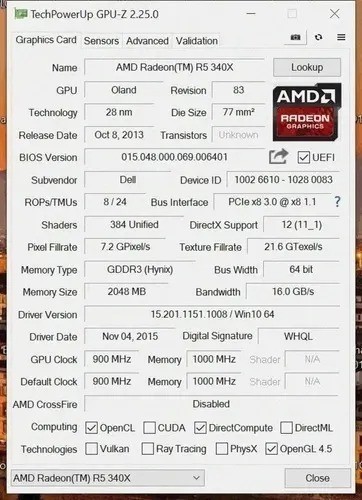 TechPowerUp GPU-Z 2.25.0
Graphics Card Sensors Advanced Validation
Name AMD Radeon(TM) R5 340X Lookup
GPU Oland Revision 83
AMD
RADEON
GRAPHICS
Technology 28 nm Die Size 77 mm²
Release Date Oct 8, 2013 Transistors Unknown
BIOS Version 015.048.000.069.006401 UEFI
Subvendor Dell Device ID 1002 6610 - 1028 0083
ROPs/TMUs 8 / 24 Bus Interface PCIe x8 3.0 @ x8 1.1 ?
Shaders 384 Unified DirectX Support 12 (11_1)
Pixel Fillrate 7.2 GPixel/s Texture Fillrate 21.6 GTexel/s
Memory Type GDDR3 (Hynix) Bus Width 64 bit
Memory Size 2048 MB Bandwidth 16.0 GB/s
Driver Version 15.201.1151.1008 / Win10 64
Driver Date Nov 04, 2015 Digital Signature WHQL
GPU Clock 900 MHz Memory 1000 MHz Shader N/A
Default Clock 900 MHz Memory 1000 MHz Shader N/A
AMD CrossFire Disabled
Computing OpenCL CUDA DirectCompute DirectML
Technologies Vulkan Ray Tracing PhysX OpenGL 4.5
AMD Radeon(TM) R5 340X Close